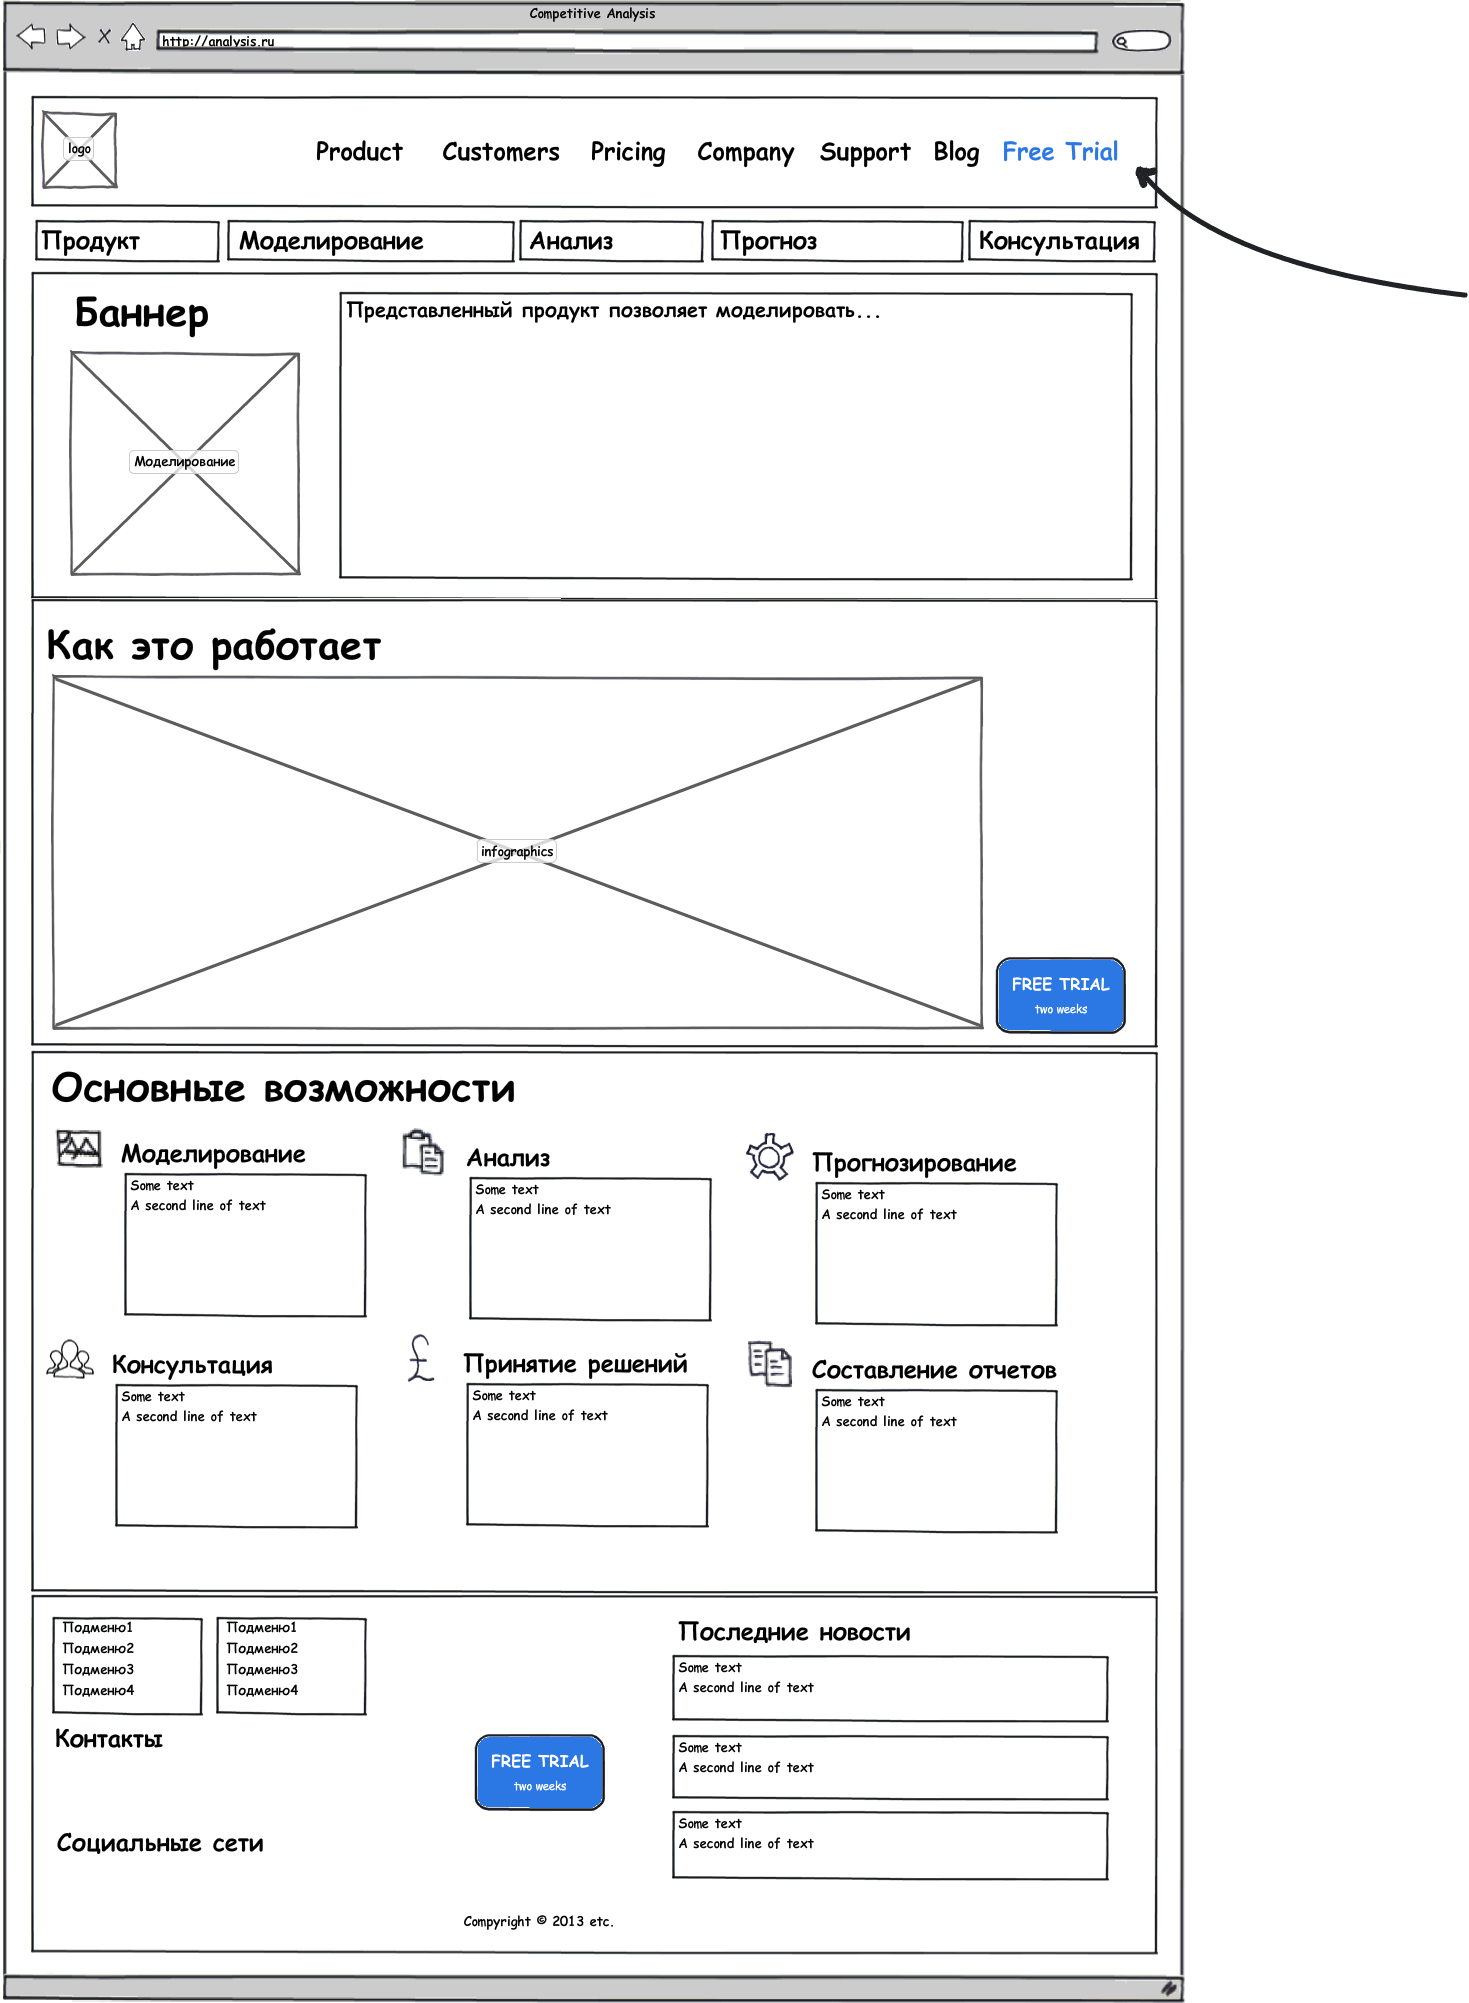 Competitive Analysis
http://analysis.ru
logo
Product Customers Pricing Company Support Blog Free Trial
Продукт Моделирование Анализ Прогноз Консультация
Баннер
Представленный продукт позволяет моделировать...
Моделирование
Как это работает
infographics
FREE TRIAL
two weeks
Основные возможности
Моделирование
Some text
A second line of text
Анализ
Some text
A second line of text
Прогнозирование
Some text
A second line of text
Консультация
Some text
A second line of text
Принятие решений
Some text
A second line of text
Составление отчетов
Some text
A second line of text
Подменю1
Подменю2
Подменю3
Подменю4
Подменю1
Подменю2
Подменю3
Подменю4
Контакты
Социальные сети
FREE TRIAL
two weeks
Последние новости
Some text
A second line of text
Some text
A second line of text
Some text
A second line of text
Compyright © 2013 etc.